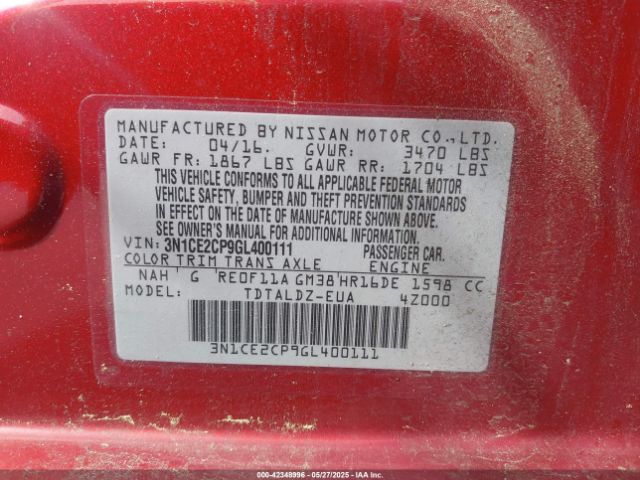 MANUFACTURED BY NISSAN MOTOR CO., LTD.
DATE: 04/16. GVWR: 3470 LBS
GAWR FR: 1867 LBS GAWR RR: 1704 LBS
THIS VEHICLE CONFORMS TO ALL APPLICABLE FEDERAL MOTOR
VEHICLE SAFETY, BUMPER AND THEFT PREVENTION STANDARDS
IN EFFECT ON THE DATE OF MANUFACTURE SHOWN ABOVE.
SEE OWNER'S MANUAL FOR ADDITIONAL INFORMATION.
VIN: 3N1CE2CP9GL400111 PASSENGER CAR.
COLOR TRIM TRANS AXLE ENGINE
NAH G RE0F11A GM38 HR16DE 1598 CC
MODEL: TDTALDZ-EUA 4Z000
3N1CE2CP9GL400111
000-42348996 - 05/27/2025 - IAAI.COM